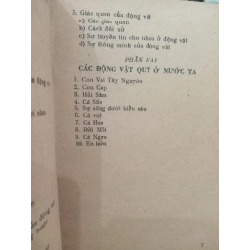 5. Giác quan của động vật
a) Các giác quan
b) Cách đối xử
c) Sự truyền tin cho nhau ở động vật
d) Sự thông minh của động vật
PHẦN HAI
CÁC ĐỘNG VẬT QUÍ Ở NƯỚC TA
1. Con Voi Tây Nguyên
2. Con Cọp
3. Hải Sâm
4. Cá Sấu
5. Sự sống dưới biển sâu
6. Cá voi
7. Cá Heo
8. Đồi Mồi
9. Cá Ngựa
10. Én biển
7